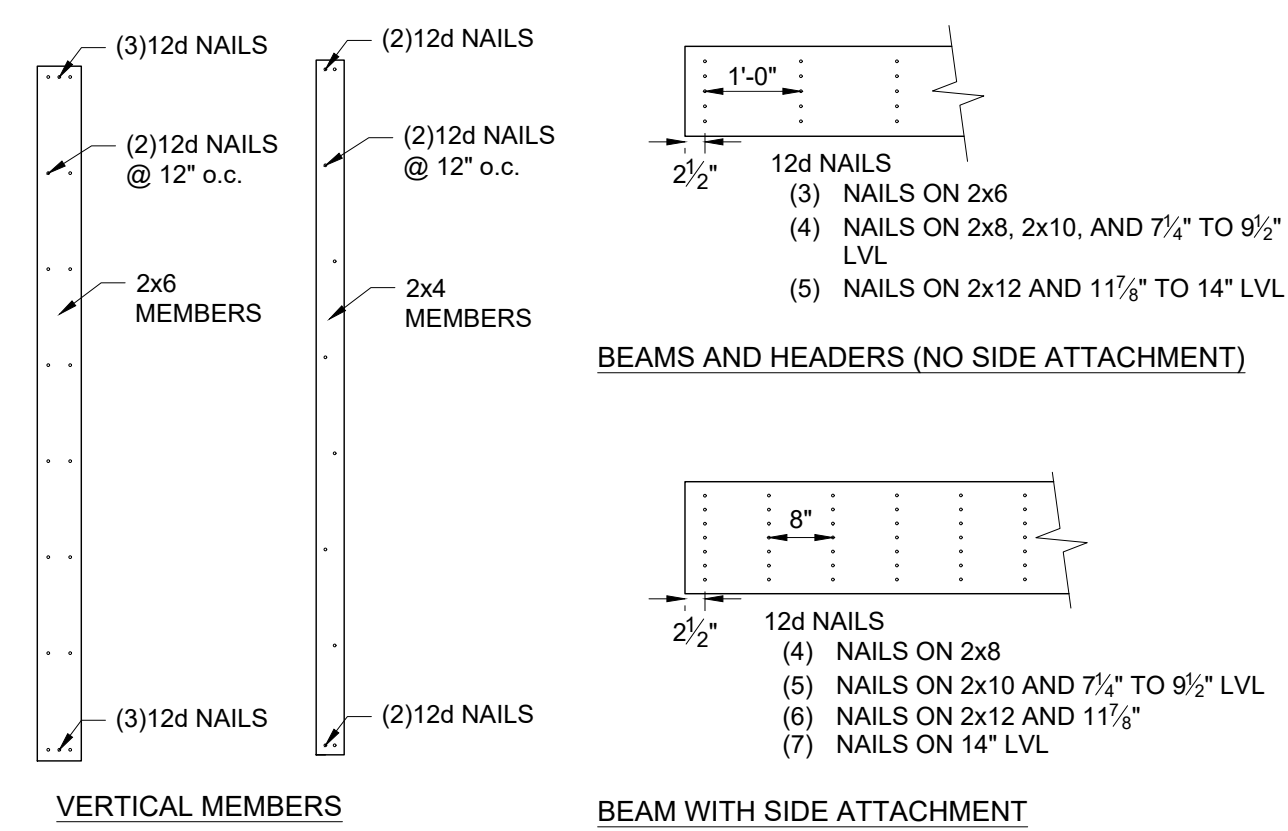 (3)12d NAILS
(2)12d NAILS
@ 12" o.c.
2x6
MEMBERS
(3)12d NAILS
(2)12d NAILS
(2)12d NAILS
@ 12" o.c.
2x4
MEMBERS
(2)12d NAILS
VERTICAL MEMBERS
1'-0"
2½"
12d NAILS
(3) NAILS ON 2x6
(4) NAILS ON 2x8, 2x10, AND 7¼" TO 9½"
LVL
(5) NAILS ON 2x12 AND 11⅞" TO 14" LVL
BEAMS AND HEADERS (NO SIDE ATTACHMENT)
8"
2½"
12d NAILS
(4) NAILS ON 2x8
(5) NAILS ON 2x10 AND 7¼" TO 9½" LVL
(6) NAILS ON 2x12 AND 11⅞"
(7) NAILS ON 14" LVL
BEAM WITH SIDE ATTACHMENT